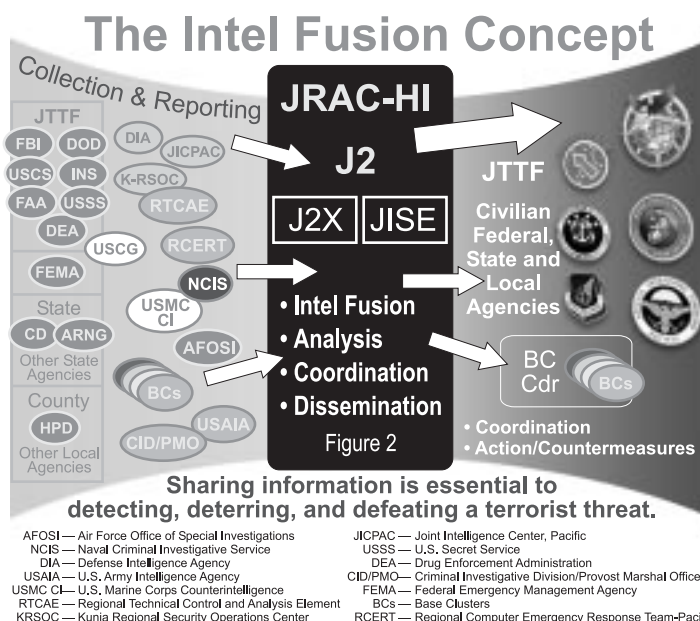 The Intel Fusion Concept
Collection & Reporting
JTTF
FBI
DOD
USCS
INS
FAA
USSS
DEA
FEMA
State
CD
ARNG
Other State
Agencies
County
HPD
Other Local
Agencies
DIA
JICPAC
K-RSOC
RTCAE
USCG
RCERT
NCIS
USMC
CI
AFOSI
BCs
USAIA
CID/PMO
JRAC-HI
J2
J2X
JISE
• Intel Fusion
• Analysis
• Coordination
• Dissemination
Figure 2
JTTF
Civilian
Federal,
State and
Local
Agencies
BC
Cdr
BCs
• Coordination
• Action/Countermeasures
Sharing information is essential to
detecting, deterring, and defeating a terrorist threat.
AFOSI — Air Force Office of Special Investigations
NCIS — Naval Criminal Investigative Service
DIA — Defense Intelligence Agency
USAIA — U.S. Army Intelligence Agency
USMC CI — U.S. Marine Corps Counterintelligence
RTCAE — Regional Technical Control and Analysis Element
KRSOC — Kunia Regional Security Operations Center
JICPAC — Joint Intelligence Center, Pacific
USSS — U.S. Secret Service
DEA — Drug Enforcement Administration
CID/PMO — Criminal Investigative Division/Provost Marshal Office
FEMA — Federal Emergency Management Agency
BCs — Base Clusters
RCERT — Regional Computer Emergency Response Team-Paci